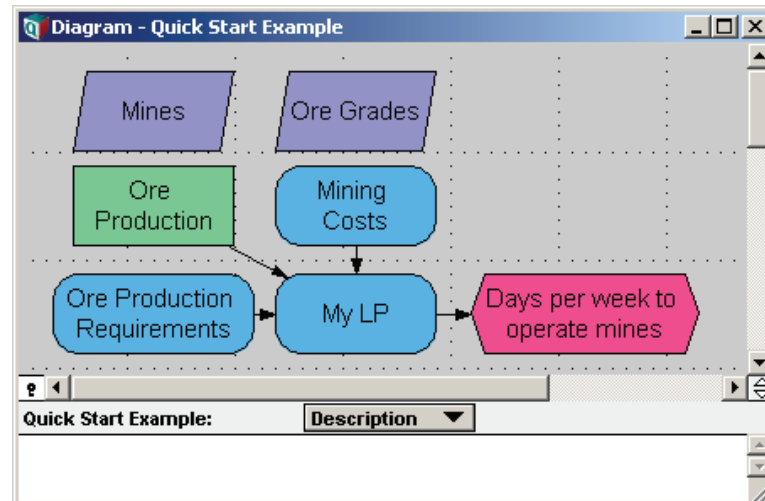 Diagram - Quick Start Example
Mines
Ore Grades
Ore
Production
Mining
Costs
Ore Production
Requirements
My LP
Days per week to
operate mines
Quick Start Example:
Description